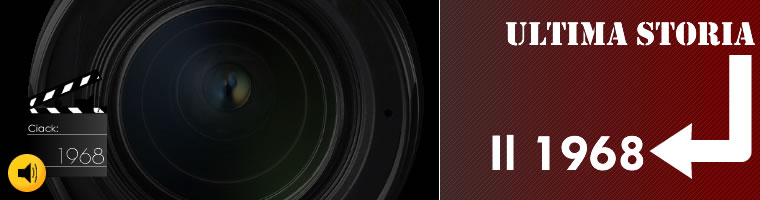 Ciack:
1968
ULTIMA STORIA
Il 1968